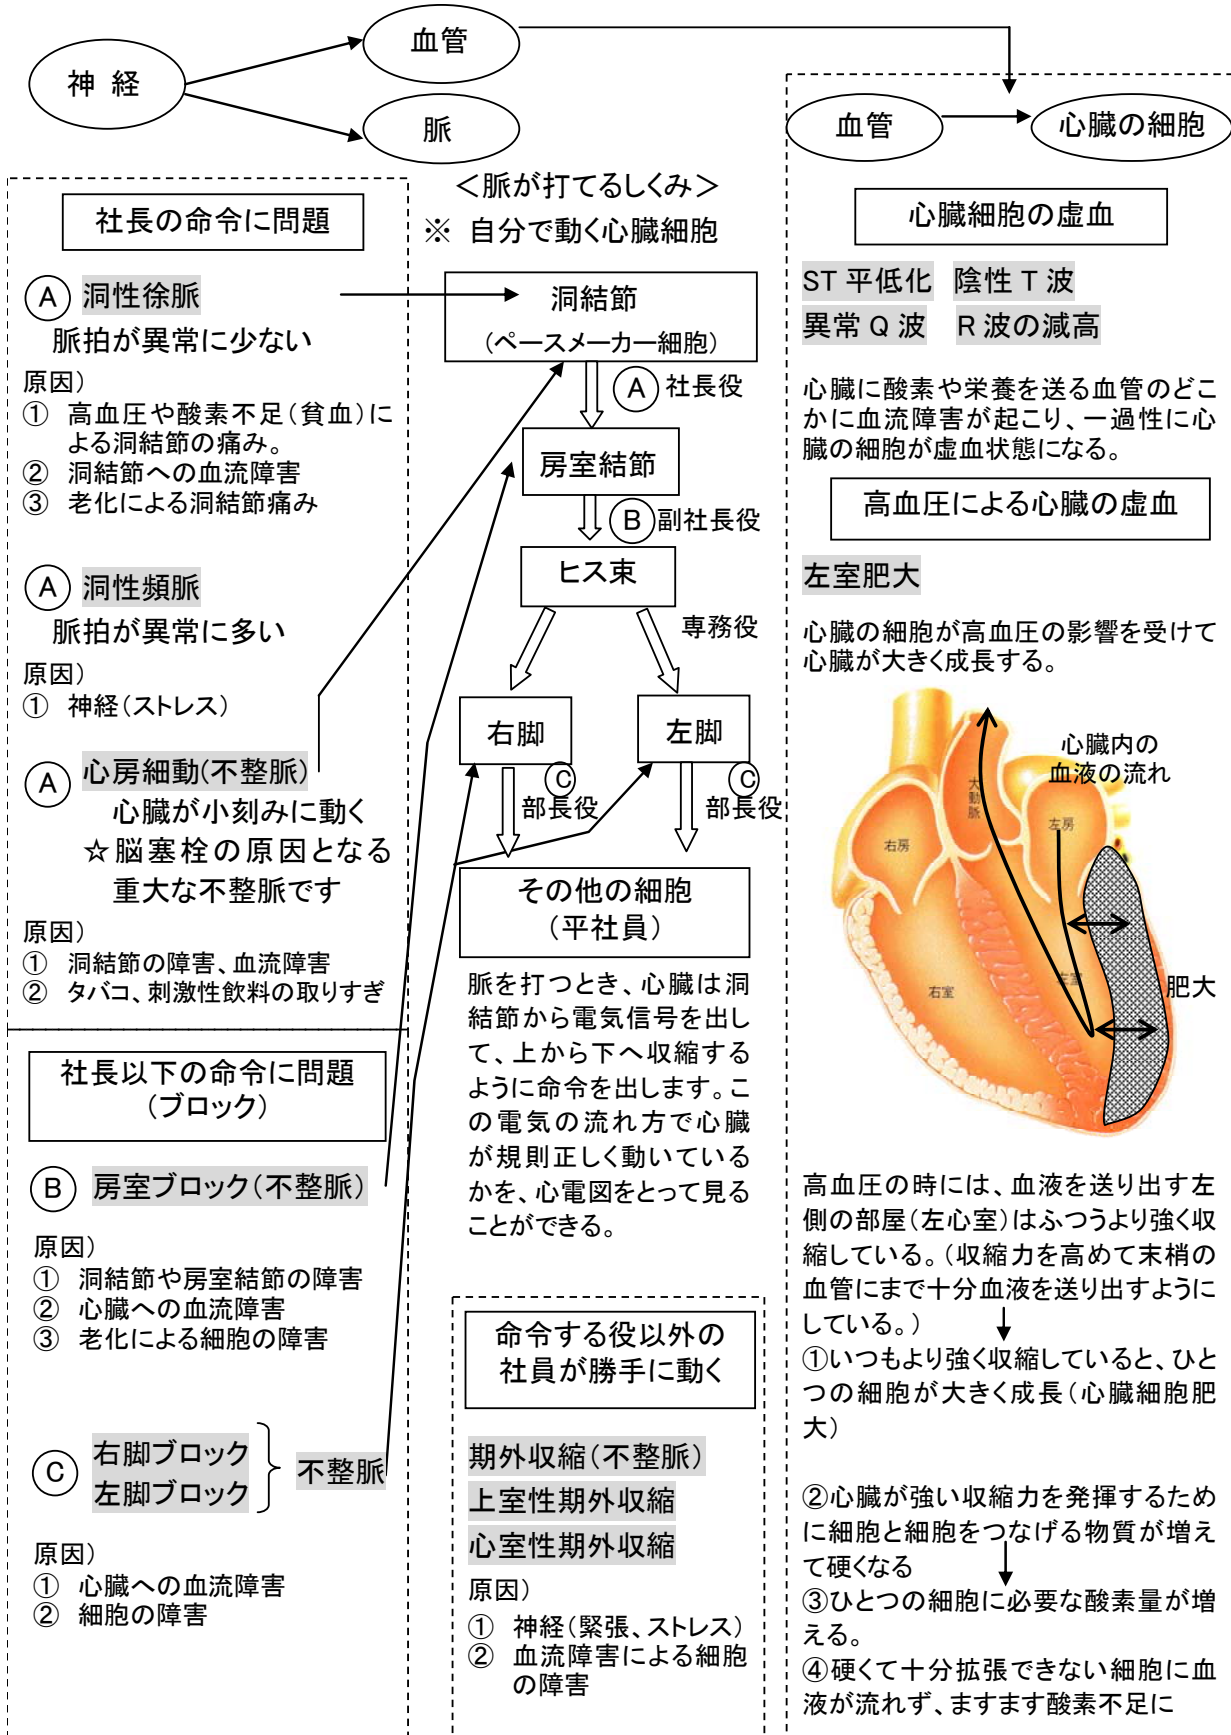 神 経
血管
脈
血管
心臓の細胞
社長の命令に問題
Ⓐ 洞性徐脈
脈拍が異常に少ない
原因)
① 高血圧や酸素不足(貧血)に
よる洞結節の痛み。
② 洞結節への血流障害
③ 老化による洞結節痛み
Ⓐ 洞性頻脈
脈拍が異常に多い
原因)
① 神経(ストレス)
Ⓐ 心房細動(不整脈)
心臓が小刻みに動く
☆脳塞栓の原因となる
重大な不整脈です
原因)
① 洞結節の障害、血流障害
② タバコ、刺激性飲料の取りすぎ
社長以下の命令に問題
(ブロック)
Ⓑ 房室ブロック(不整脈)
原因)
① 洞結節や房室結節の障害
② 心臓への血流障害
③ 老化による細胞の障害
Ⓒ 右脚ブロック
左脚ブロック
不整脈
原因)
① 心臓への血流障害
② 細胞の障害
＜脈が打てるしくみ＞
※ 自分で動く心臓細胞
洞結節
(ペースメーカー細胞)
Ⓐ 社長役
房室結節
Ⓑ 副社長役
ヒス束
専務役
右脚
左脚
Ⓒ
部長役
Ⓒ
部長役
その他の細胞
(平社員)
脈を打つとき、心臓は洞
結節から電気信号を出し
て、上から下へ収縮する
ように命令を出します。こ
の電気の流れ方で心臓
が規則正しく動いている
かを、心電図をとって見る
ことができる。
命令する役以外の
社員が勝手に動く
期外収縮(不整脈)
上室性期外収縮
心室性期外収縮
原因)
① 神経(緊張、ストレス)
② 血流障害による細胞
の障害
心臓細胞の虚血
ST 平低化 陰性 T 波
異常 Q 波 R 波の減高
心臓に酸素や栄養を送る血管のどこ
かに血流障害が起こり、一過性に心
臓の細胞が虚血状態になる。
高血圧による心臓の虚血
左室肥大
心臓の細胞が高血圧の影響を受けて
心臓が大きく成長する。
心臓内の
血液の流れ
大動脈
左房
右房
右室
左室
肥大
高血圧の時には、血液を送り出す左
側の部屋(左心室)はふつうより強く収
縮している。(収縮力を高めて末梢の
血管にまで十分血液を送り出すように
している。)
①いつもより強く収縮していると、ひと
つの細胞が大きく成長(心臓細胞肥
大)
②心臓が強い収縮力を発揮するため
に細胞と細胞をつなげる物質が増え
て硬くなる
③ひとつの細胞に必要な酸素量が増
える。
④硬くて十分拡張できない細胞に血
液が流れず、ますます酸素不足に